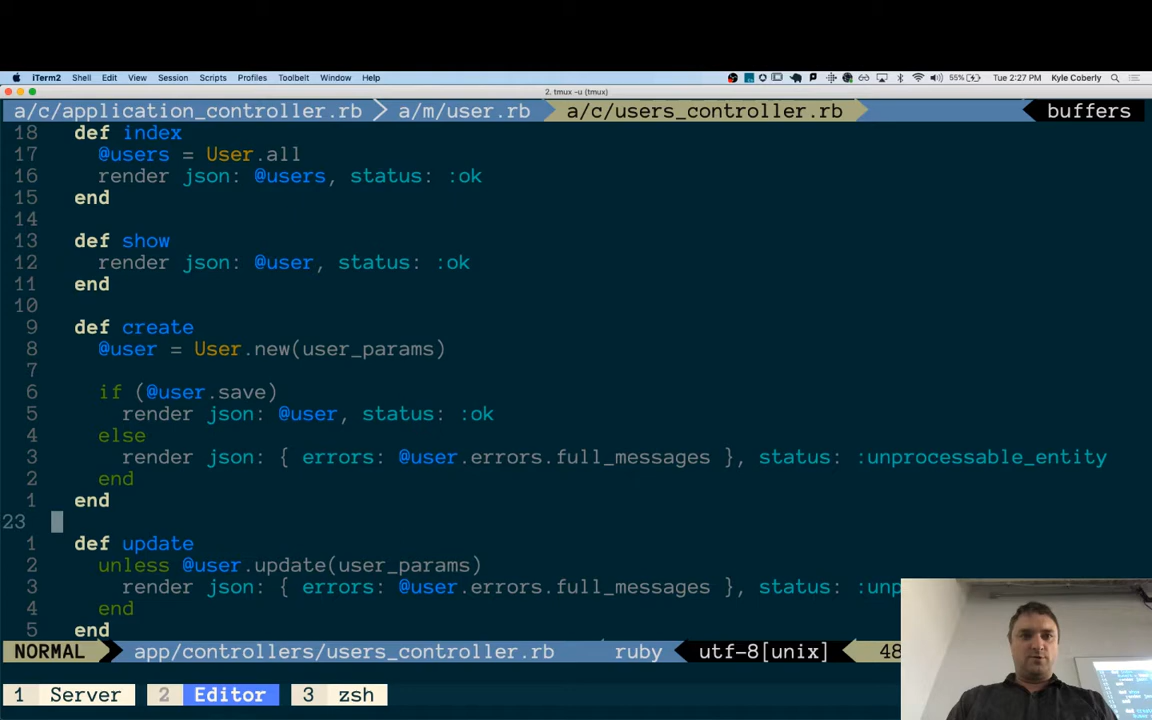 iTerm2 Shell Edit View Session Scripts Profiles Toolbelt Window Help 55% Tue 2:27 PM Kyle Coberly
2. tmux -u (tmux)
a/c/application_controller.rb a/m/user.rb a/c/users_controller.rb buffers
18 def index
17 @users = User.all
16 render json: @users, status: :ok
15 end
14
13 def show
12 render json: @user, status: :ok
11 end
10
9 def create
8 @user = User.new(user_params)
7
6 if (@user.save)
5 render json: @user, status: :ok
4 else
3 render json: { errors: @user.errors.full_messages }, status: :unprocessable_entity
2 end
1 end
23
1 def update
2 unless @user.update(user_params)
3 render json: { errors: @user.errors.full_messages }, status: :unp
4 end
5 end
NORMAL app/controllers/users_controller.rb ruby utf-8[unix] 48
1 Server 2 Editor 3 zsh